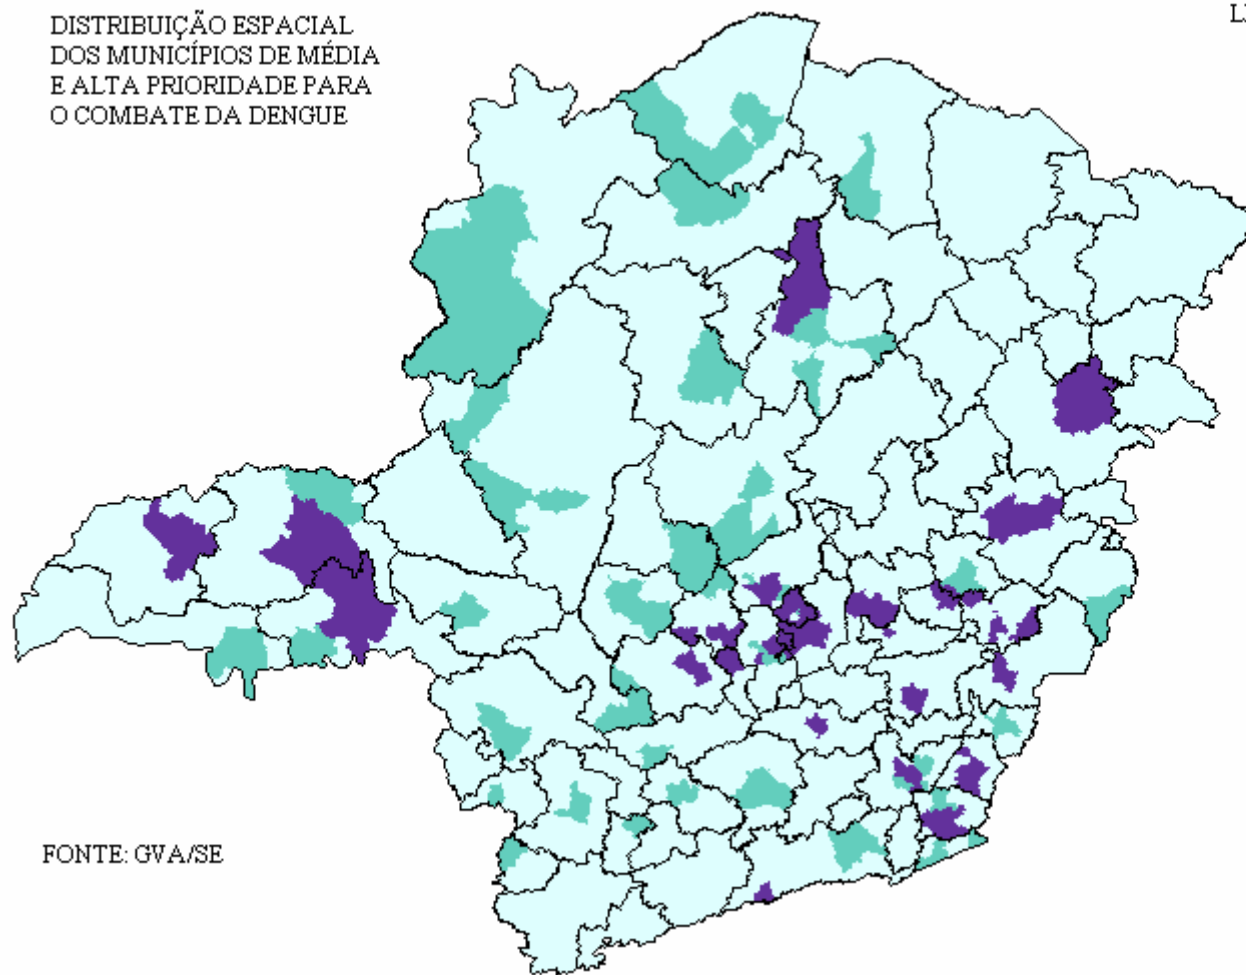 DISTRIBUIÇÃO ESPACIAL
DOS MUNICÍPIOS DE MÉDIA
E ALTA PRIORIDADE PARA
O COMBATE DA DENGUE
FONTE: GVA/SE